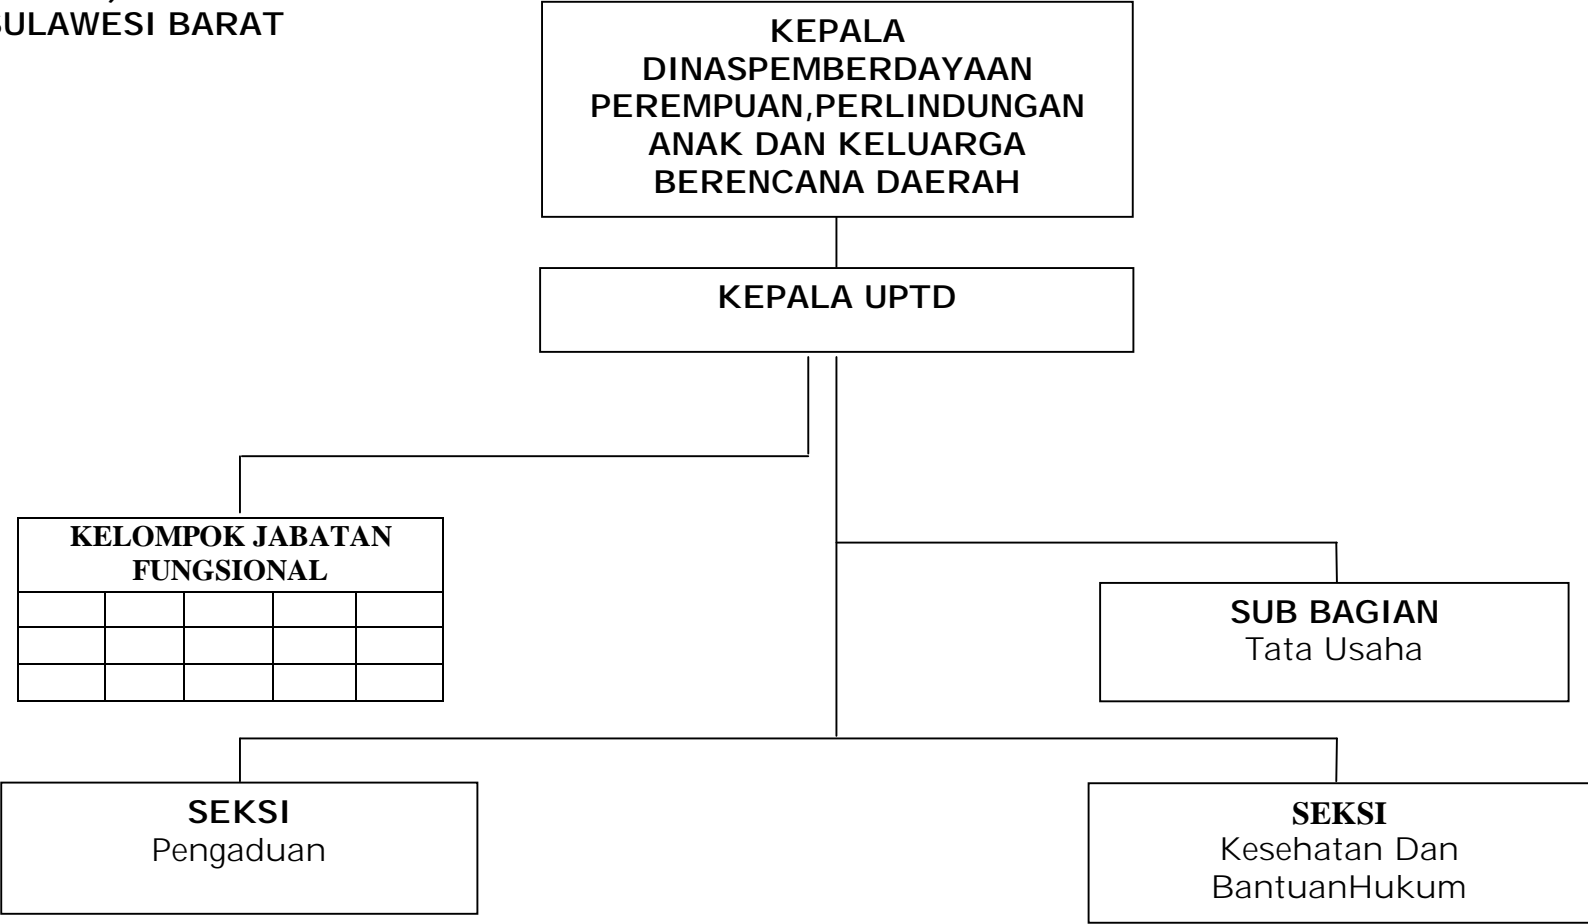 SULAWESI BARAT
KEPALA
DINASPEMBERDAYAAN
PEREMPUAN,PERLINDUNGAN
ANAK DAN KELUARGA
BERENCANA DAERAH
KEPALA UPTD
KELOMPOK JABATAN
FUNGSIONAL
SUB BAGIAN
Tata Usaha
SEKSI
Pengaduan
SEKSI
Kesehatan Dan
BantuanHukum